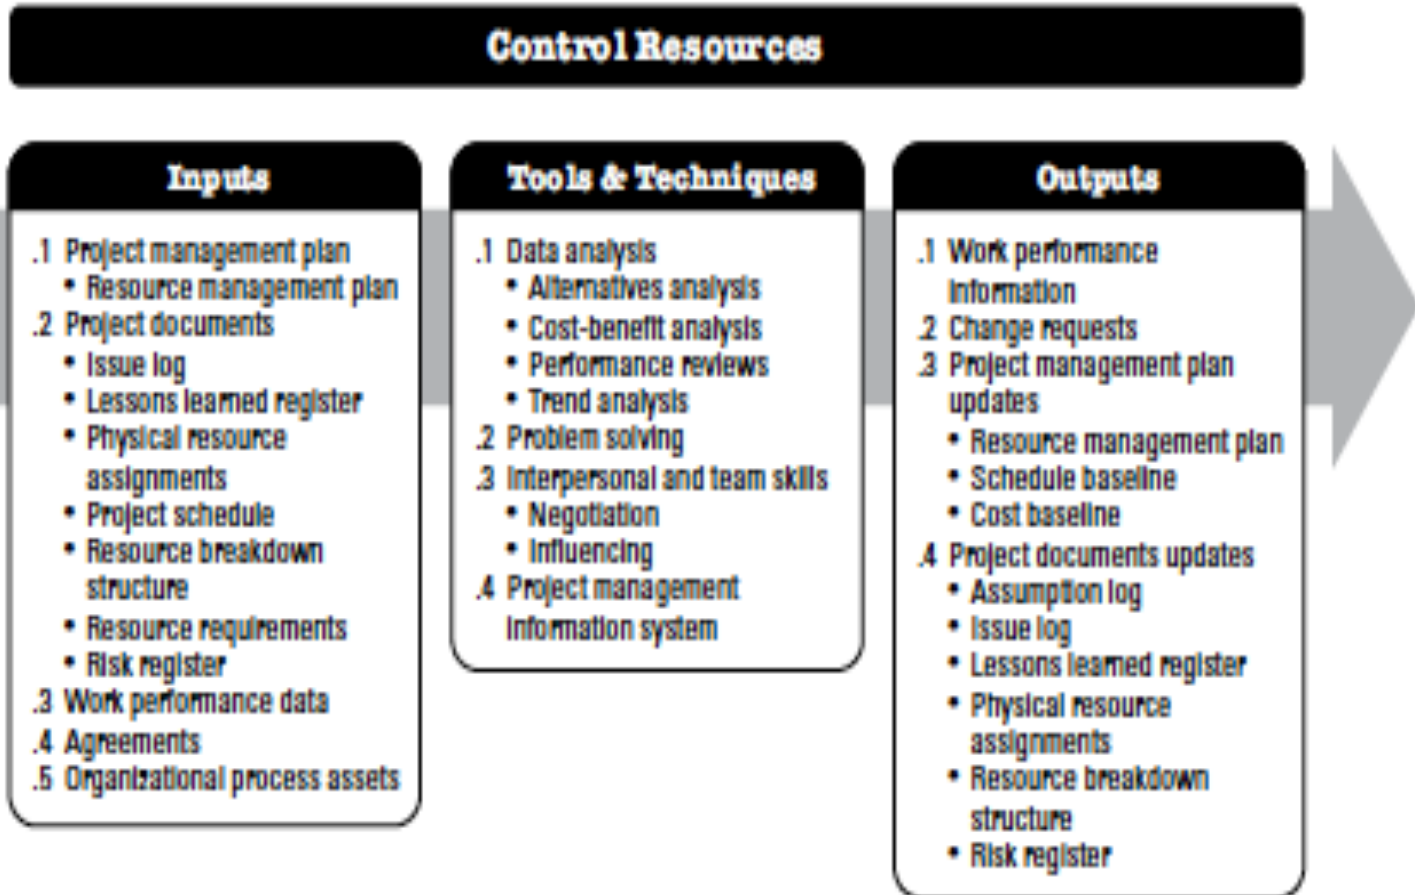 Control Resources
Inputs
.1 Project management plan
• Resource management plan
.2 Project documents
• Issue log
• Lessons learned register
• Physical resource
assignments
• Project schedule
• Resource breakdown
structure
• Resource requirements
• Risk register
.3 Work performance data
.4 Agreements
.5 Organizational process assets
Tools & Techniques
.1 Data analysis
• Alternatives analysis
• Cost-benefit analysis
• Performance reviews
• Trend analysis
.2 Problem solving
.3 Interpersonal and team skills
• Negotiation
• Influencing
.4 Project management
information system
Outputs
.1 Work performance
information
.2 Change requests
.3 Project management plan
updates
• Resource management plan
• Schedule baseline
• Cost baseline
.4 Project documents updates
• Assumption log
• Issue log
• Lessons learned register
• Physical resource
assignments
• Resource breakdown
structure
• Risk register